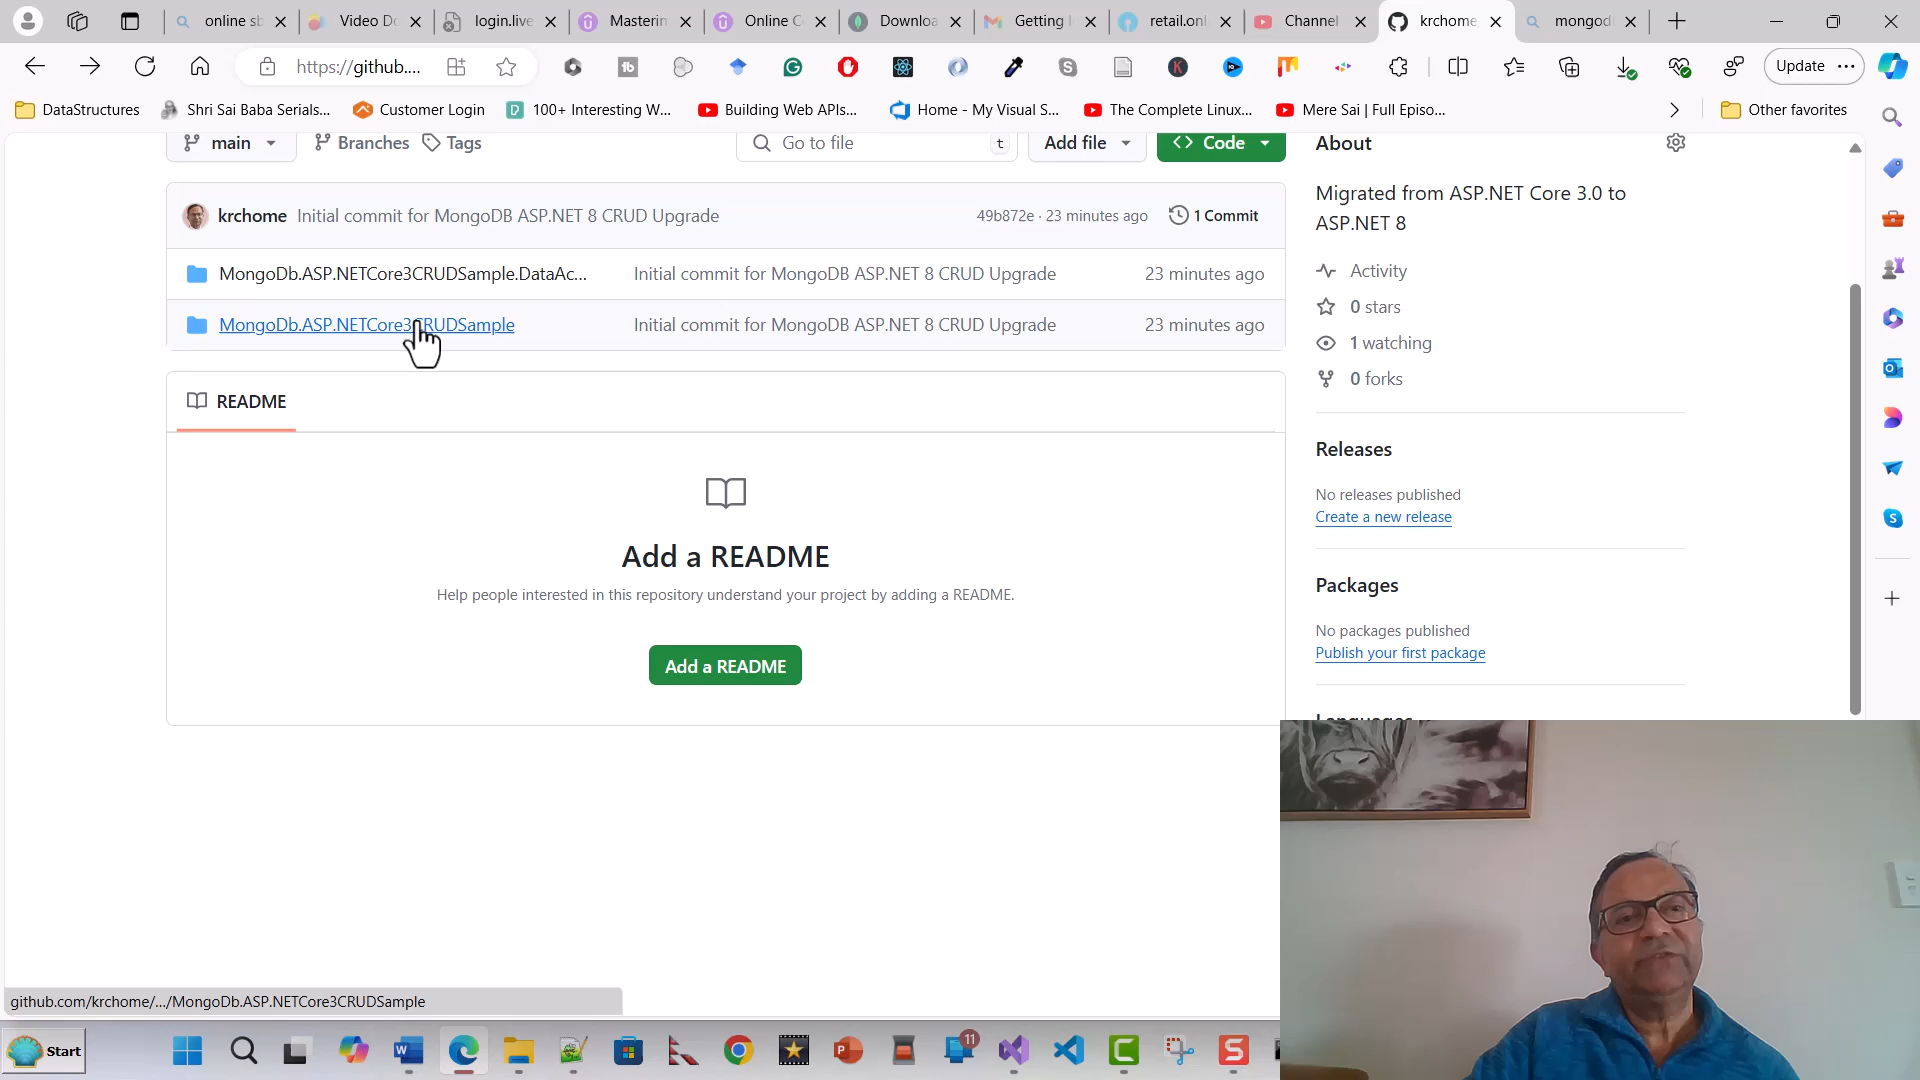 online sl
Video D
login.live
Masterin
Online C
Downloa
Getting
retail.onl
Channel
krchome
mongod
https://github....
Update
DataStructures
Shri Sai Baba Serials...
Customer Login
100+ Interesting W...
Building Web APIs...
Home - My Visual S...
The Complete Linux...
Mere Sai | Full Episo...
Other favorites
main
Branches
Tags
Go to file
t
Add file
Code
About
krchome Initial commit for MongoDB ASP.NET 8 CRUD Upgrade 49b872e · 23 minutes ago 1 Commit
Migrated from ASP.NET Core 3.0 to
ASP.NET 8
MongoDb.ASP.NETCore3CRUDSample.DataAc... Initial commit for MongoDB ASP.NET 8 CRUD Upgrade 23 minutes ago
Activity
0 stars
MongoDb.ASP.NETCore3CRUDSample Initial commit for MongoDB ASP.NET 8 CRUD Upgrade 23 minutes ago
1 watching
0 forks
README
Releases
No releases published
Create a new release
Add a README
Help people interested in this repository understand your project by adding a README.
Add a README
Packages
No packages published
Publish your first package
Languages
github.com/krchome/.../MongoDb.ASP.NETCore3CRUDSample
Start
11